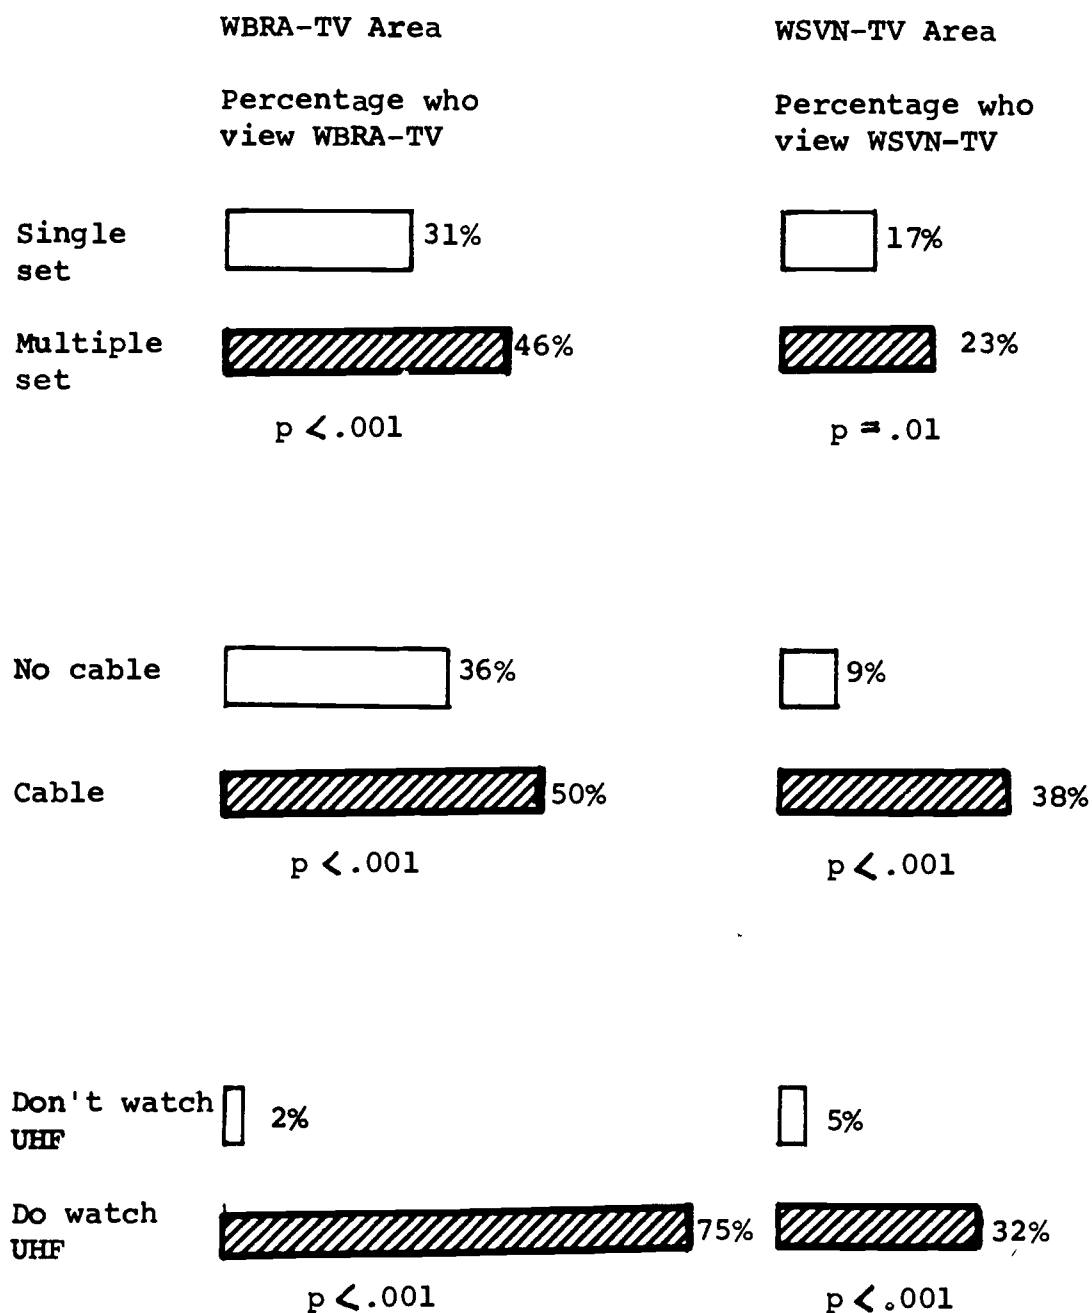 WBRA-TV Area
WSVN-TV Area
Percentage who
view WBRA-TV
Percentage who
view WSVN-TV
Single
set
31%
17%
Multiple
set
46%
23%
p <.001
p =.01
No cable
36%
9%
Cable
50%
38%
p <.001
p <.001
Don't watch
UHF
2%
5%
Do watch
UHF
75%
32%
p <.001
p <.001